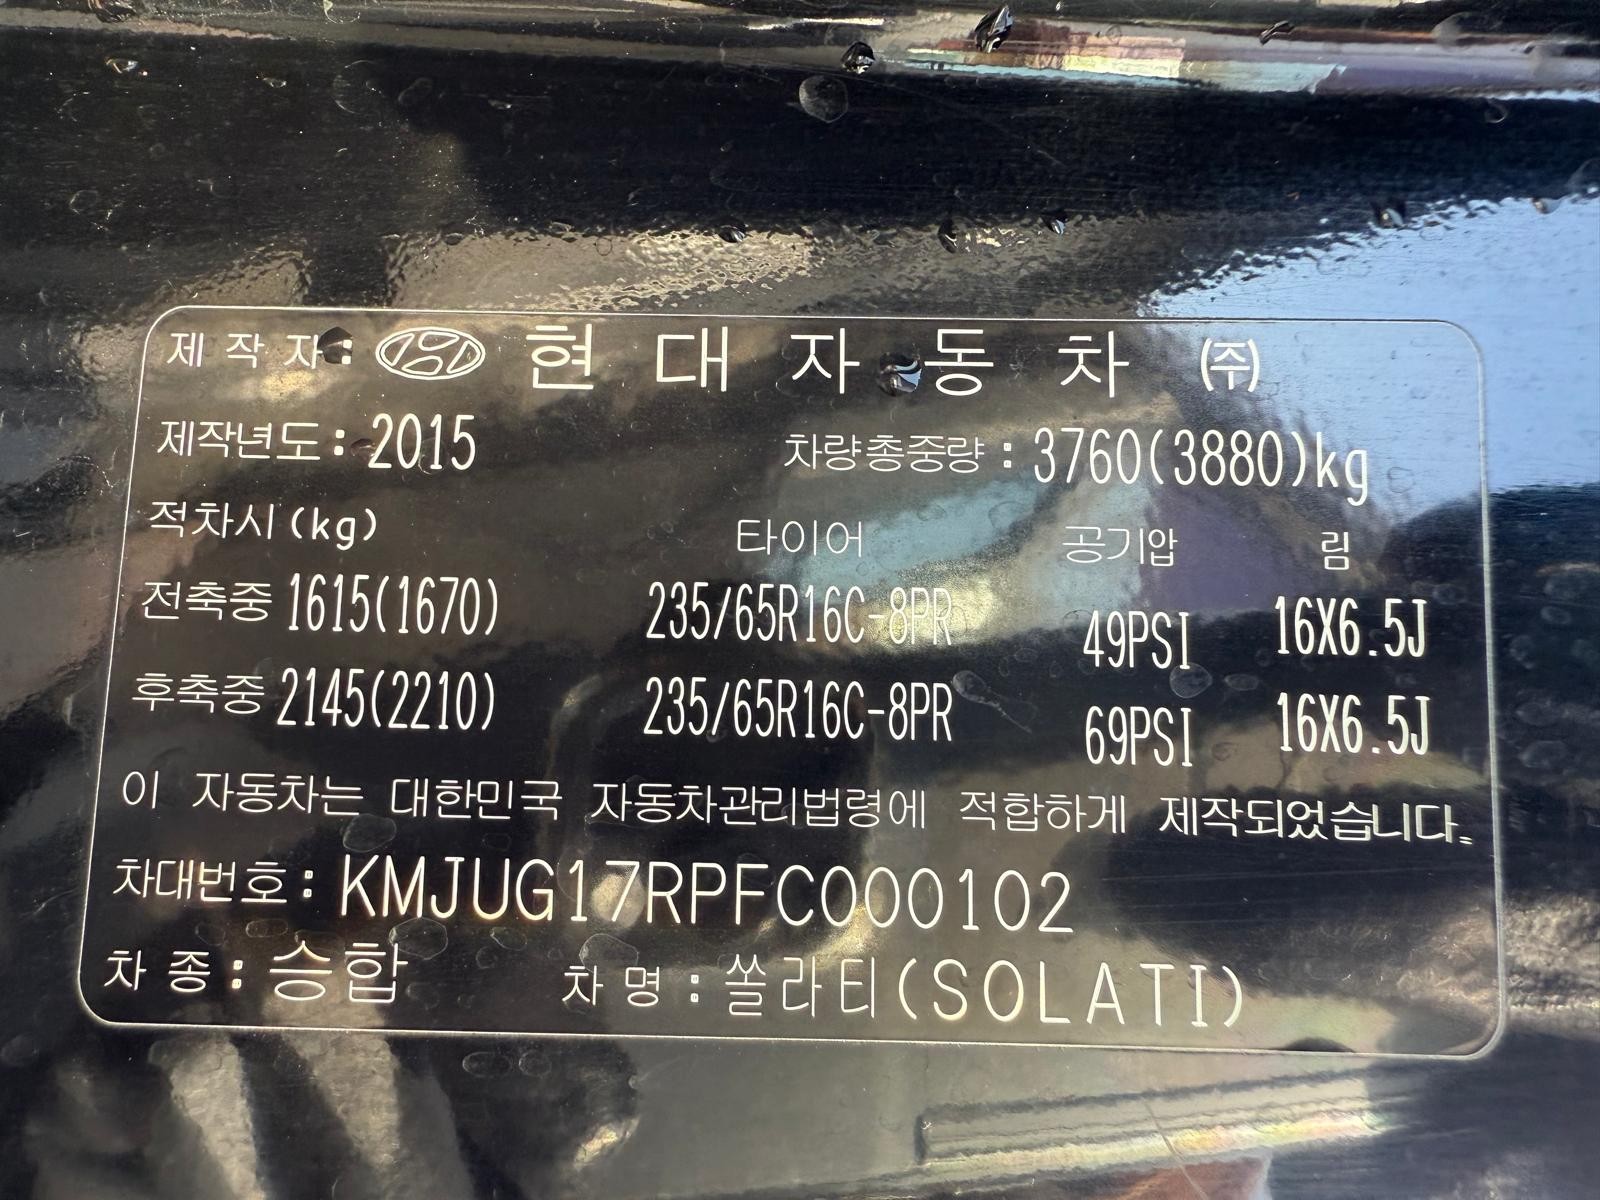 제 작 자 : 현 대 자 동 차 ㈜
제작년도 : 2015 차량총중량 : 3760(3880)kg
적차시(kg) 타이어 공기압 림
전축중 1615(1670) 235/65R16C-8PR 49PSI 16X6.5J
후축중 2145(2210) 235/65R16C-8PR 69PSI 16X6.5J
이 자동차는 대한민국 자동차관리법령에 적합하게 제작되었습니다.
차대번호 : KMJUG17RPFC000102
차 종 : 승합 차 명 : 쏠라티(SOLATI)